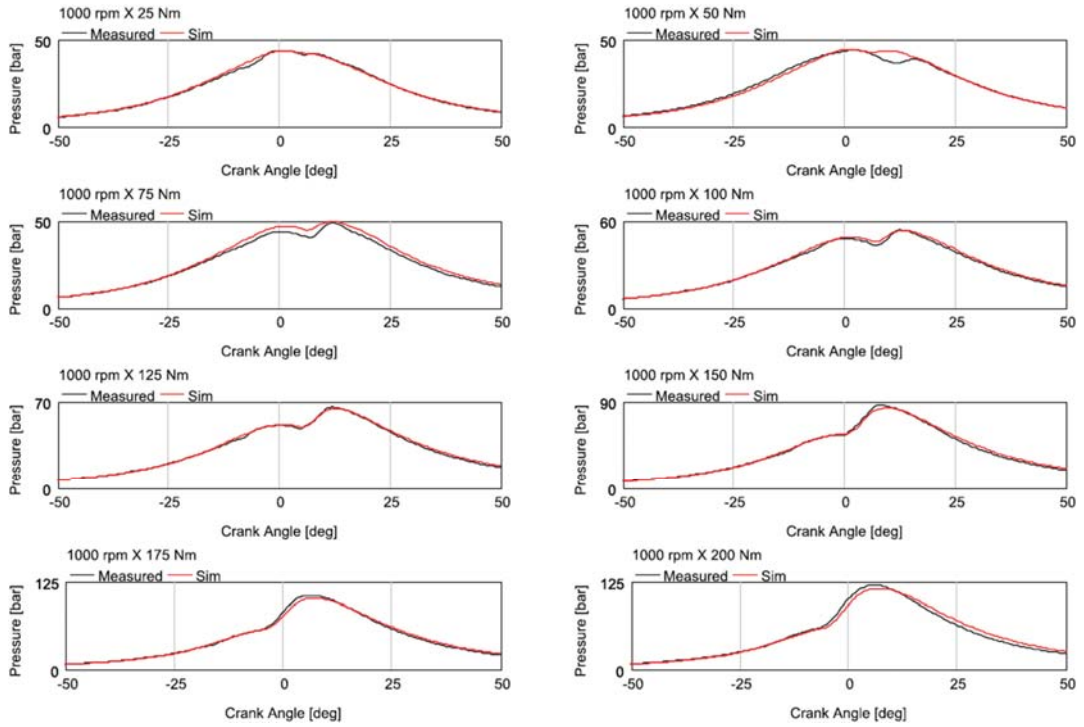 1000 rpm X 25 Nm
Measured Sim
50
Pressure [bar]
0
-50 -25 0 25 50
Crank Angle [deg]
1000 rpm X 50 Nm
Measured Sim
50
Pressure [bar]
0
-50 -25 0 25 50
Crank Angle [deg]
1000 rpm X 75 Nm
Measured Sim
50
Pressure [bar]
0
-50 -25 0 25 50
Crank Angle [deg]
1000 rpm X 100 Nm
Measured Sim
60
Pressure [bar]
0
-50 -25 0 25 50
Crank Angle [deg]
1000 rpm X 125 Nm
Measured Sim
70
Pressure [bar]
0
-50 -25 0 25 50
Crank Angle [deg]
1000 rpm X 150 Nm
Measured Sim
90
Pressure [bar]
0
-50 -25 0 25 50
Crank Angle [deg]
1000 rpm X 175 Nm
Measured Sim
125
Pressure [bar]
0
-50 -25 0 25 50
Crank Angle [deg]
1000 rpm X 200 Nm
Measured Sim
125
Pressure [bar]
0
-50 -25 0 25 50
Crank Angle [deg]